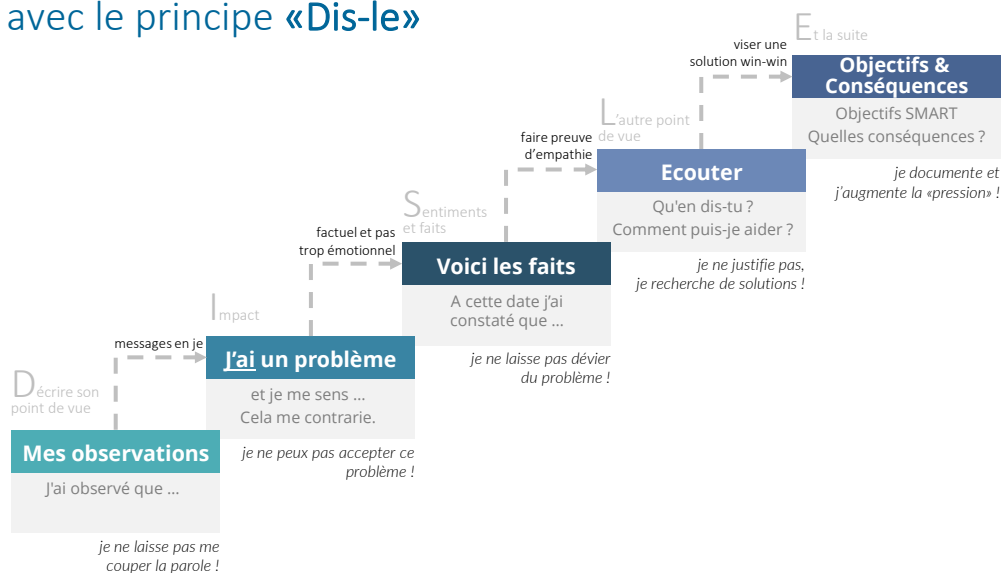 avec le principe «Dis-le»
Décrire son
point de vue
Mes observations
J'ai observé que ...
je ne laisse pas me
couper la parole !
messages en je
Impact
J'ai un problème
et je me sens ...
Cela me contrarie.
je ne peux pas accepter ce
problème !
factuel et pas
trop émotionnel
Sentiments
et faits
Voici les faits
A cette date j'ai
constaté que ...
je ne laisse pas dévier
du problème !
faire preuve
d'empathie
L'autre point
de vue
Ecouter
Qu'en dis-tu ?
Comment puis-je aider ?
je ne justifie pas,
je recherche de solutions !
viser une
solution win-win
Et la suite
Objectifs &
Conséquences
Objectifs SMART
Quelles conséquences ?
je documente et
j'augmente la «pression» !